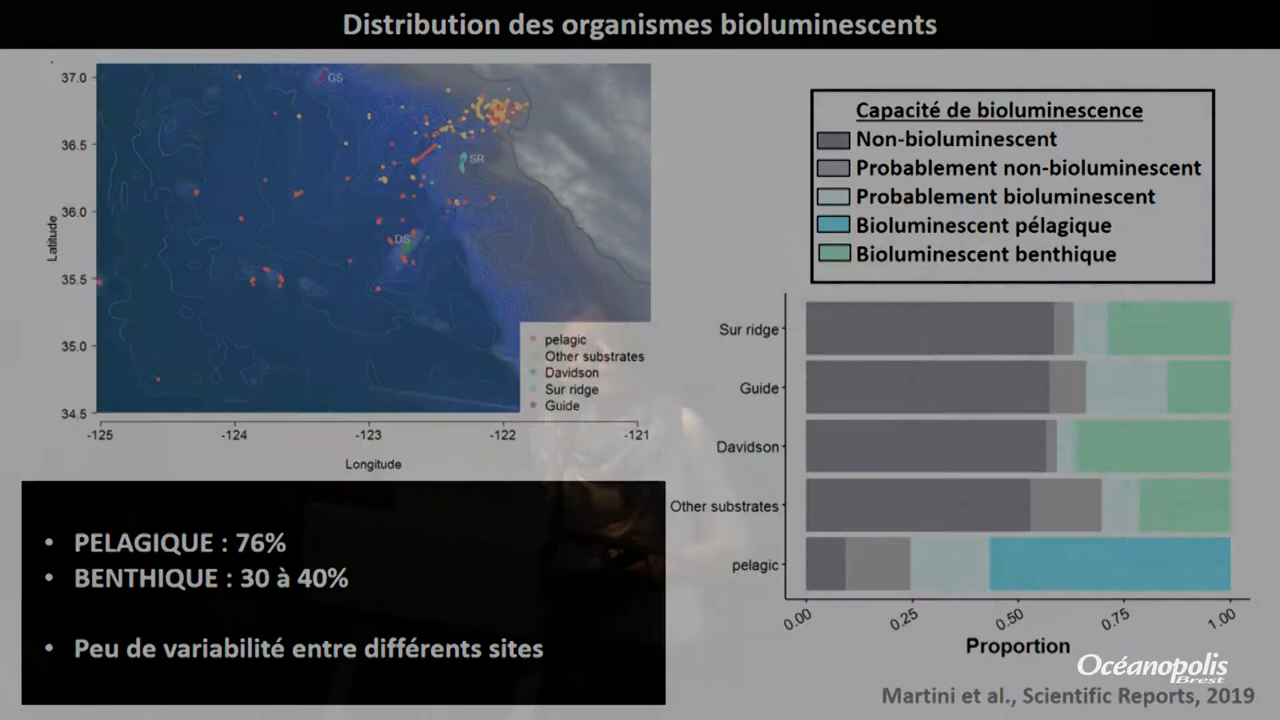 Distribution des organismes bioluminescents
37.0
36.5
36.0
35.5
35.0
34.5
Latitude
GS
SR
DS
pelagic
Other substrates
Davidson
Sur ridge
Guide
-125
-124
-123
-122
-121
Longitude
• PELAGIQUE : 76%
• BENTHIQUE : 30 à 40%
• Peu de variabilité entre différents sites
Capacité de bioluminescence
Non-bioluminescent
Probablement non-bioluminescent
Probablement bioluminescent
Bioluminescent pélagique
Bioluminescent benthique
Sur ridge
Guide
Davidson
Other substrates
pelagic
0.00
0.25
0.50
0.75
1.00
Proportion
Océanopolis
Brest
Martini et al., Scientific Reports, 2019